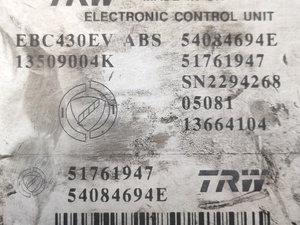 TRW
ELECTRONIC CONTROL UNIT
EBC430EV ABS 54084694E
13509004K 51761947
SN2294268
05081
13664104
51761947
54084694E
TRW